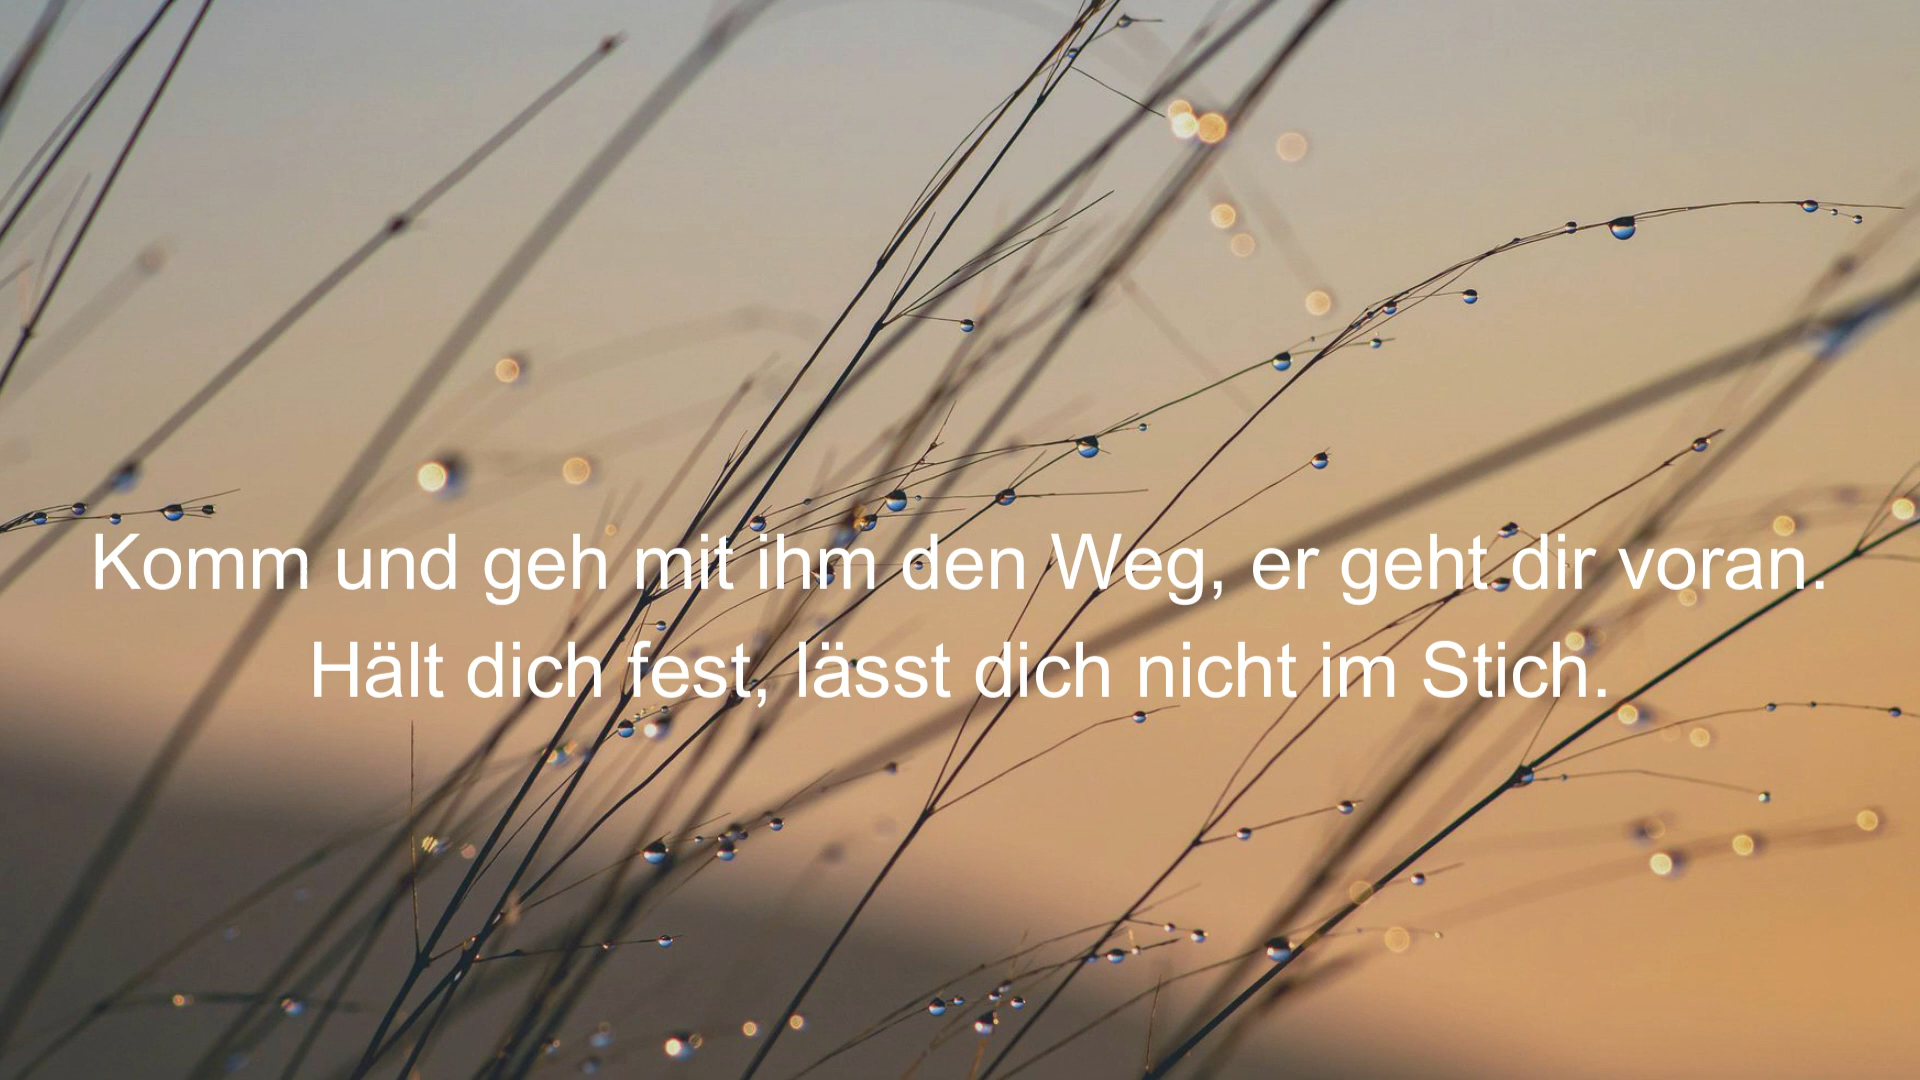 Komm und geh mit ihm den Weg, er geht dir voran.
Hält dich fest, lässt dich nicht im Stich.